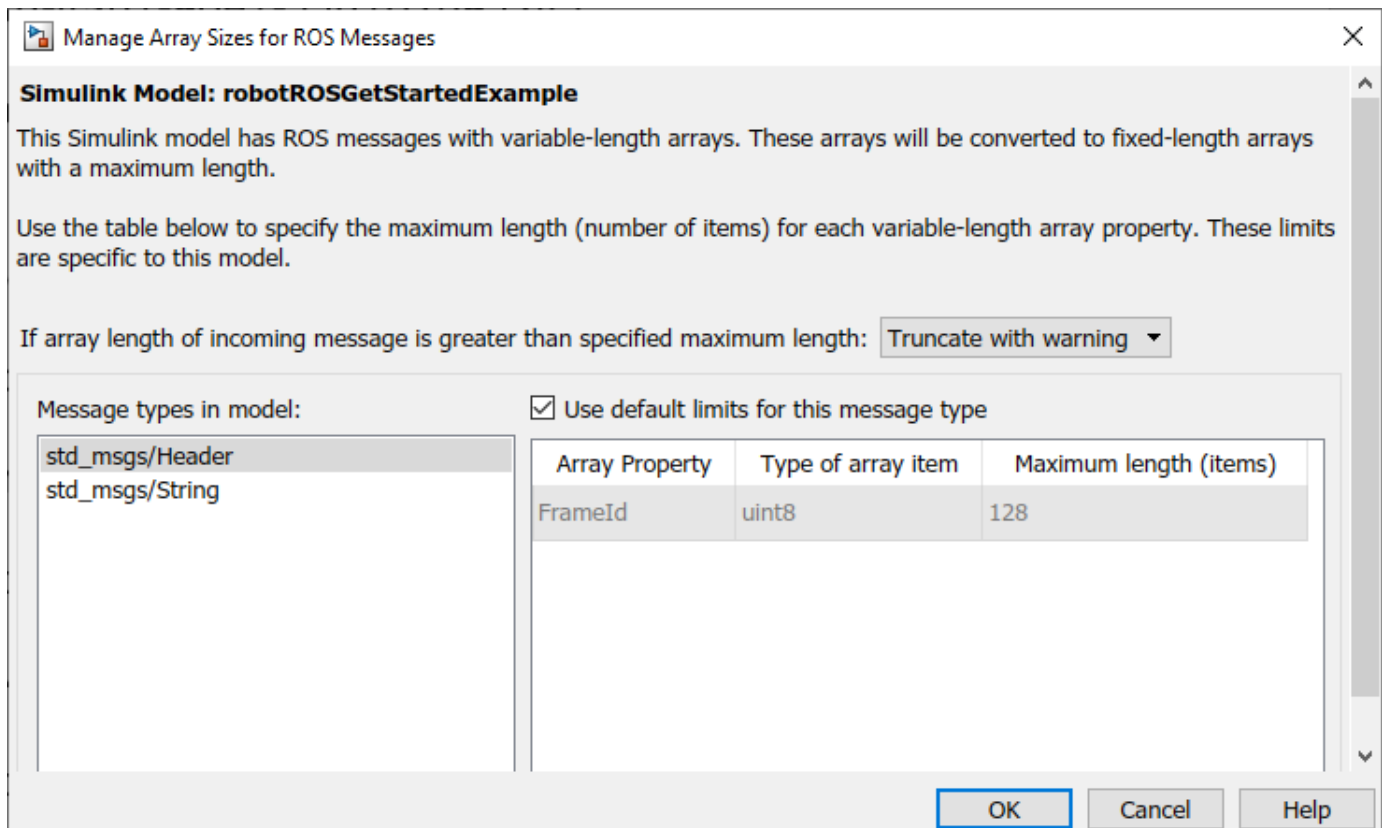 Manage Array Sizes for ROS Messages
Simulink Model: robotROSGetStartedExample
This Simulink model has ROS messages with variable-length arrays. These arrays will be converted to fixed-length arrays
with a maximum length.
Use the table below to specify the maximum length (number of items) for each variable-length array property. These limits
are specific to this model.
If array length of incoming message is greater than specified maximum length: Truncate with warning
Message types in model:
std_msgs/Header
std_msgs/String
Use default limits for this message type
Array Property Type of array item Maximum length (items)
FrameId uint8 128
OK Cancel Help